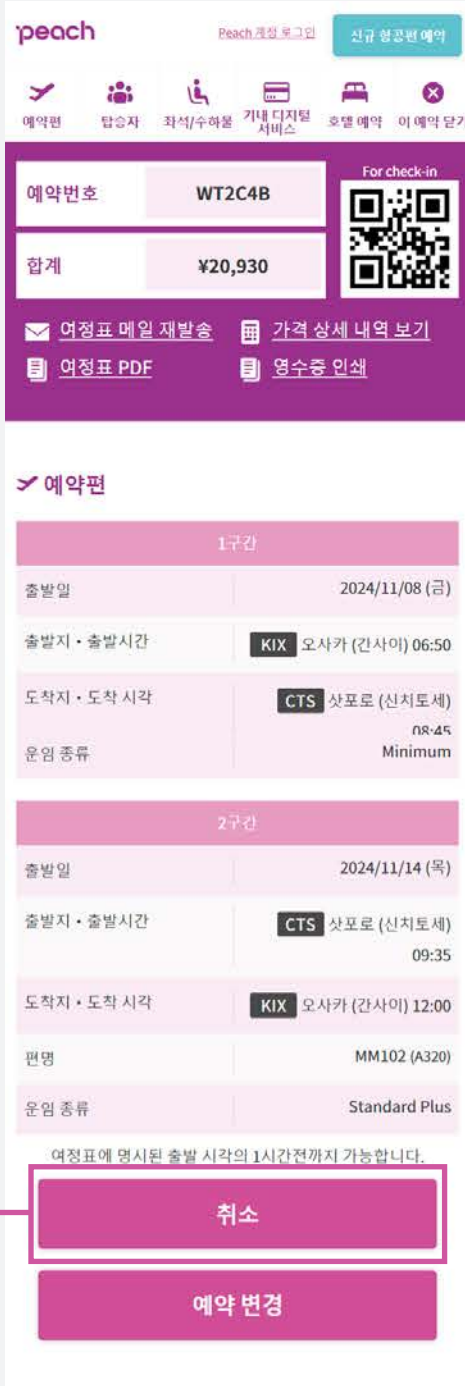 peach
Peach 계정 로그인
신규 항공편 예약
예약편
탑승자
좌석/수하물
기내 디지털
서비스
호텔 예약
이 예약 닫기
예약번호 WT2C4B
For check-in
합계 ¥20,930
여정표 메일 재발송
가격 상세 내역 보기
여정표 PDF
영수증 인쇄
예약편
1구간
출발일 2024/11/08 (금)
출발지・출발시간 KIX 오사카 (간사이) 06:50
도착지・도착 시각 CTS 삿포로 (신치토세)
08:45
운임 종류 Minimum
2구간
출발일 2024/11/14 (목)
출발지・출발시간 CTS 삿포로 (신치토세)
09:35
도착지・도착 시각 KIX 오사카 (간사이) 12:00
편명 MM102 (A320)
운임 종류 Standard Plus
여정표에 명시된 출발 시각의 1시간전까지 가능합니다.
취소
예약 변경